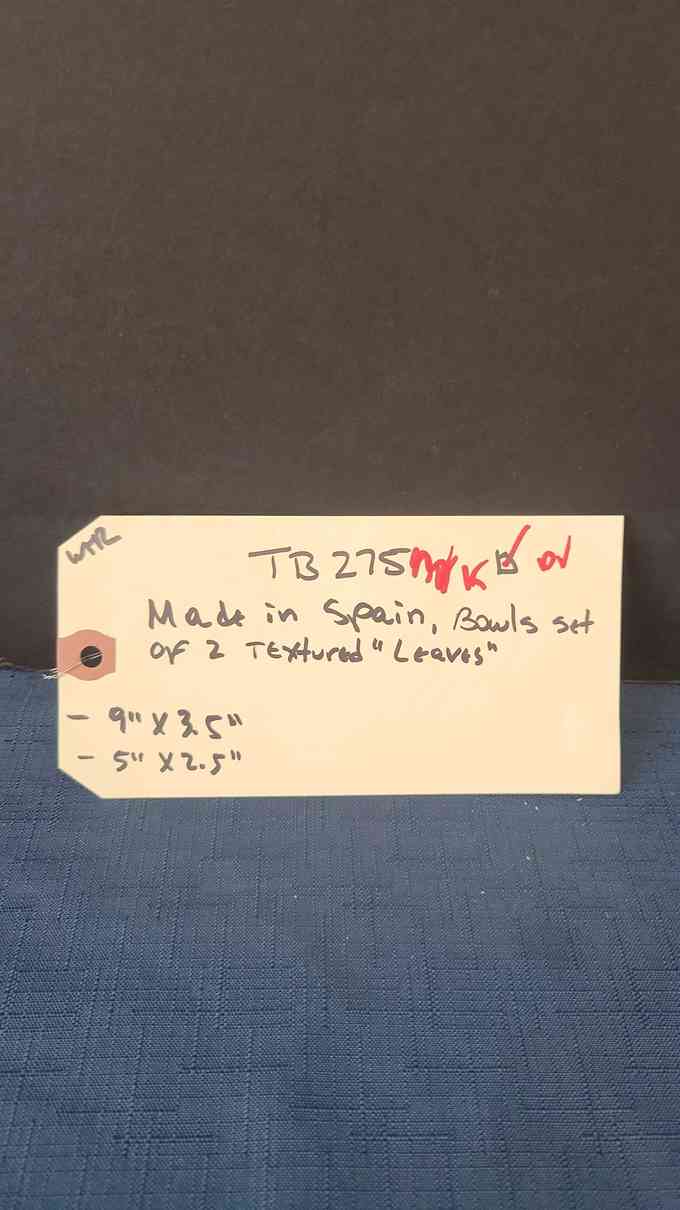 WTR
TB 275
Made in Spain, Bowls set
of 2 Textured "Leaves"
- 9" X 3.5"
- 5" X 2.5"